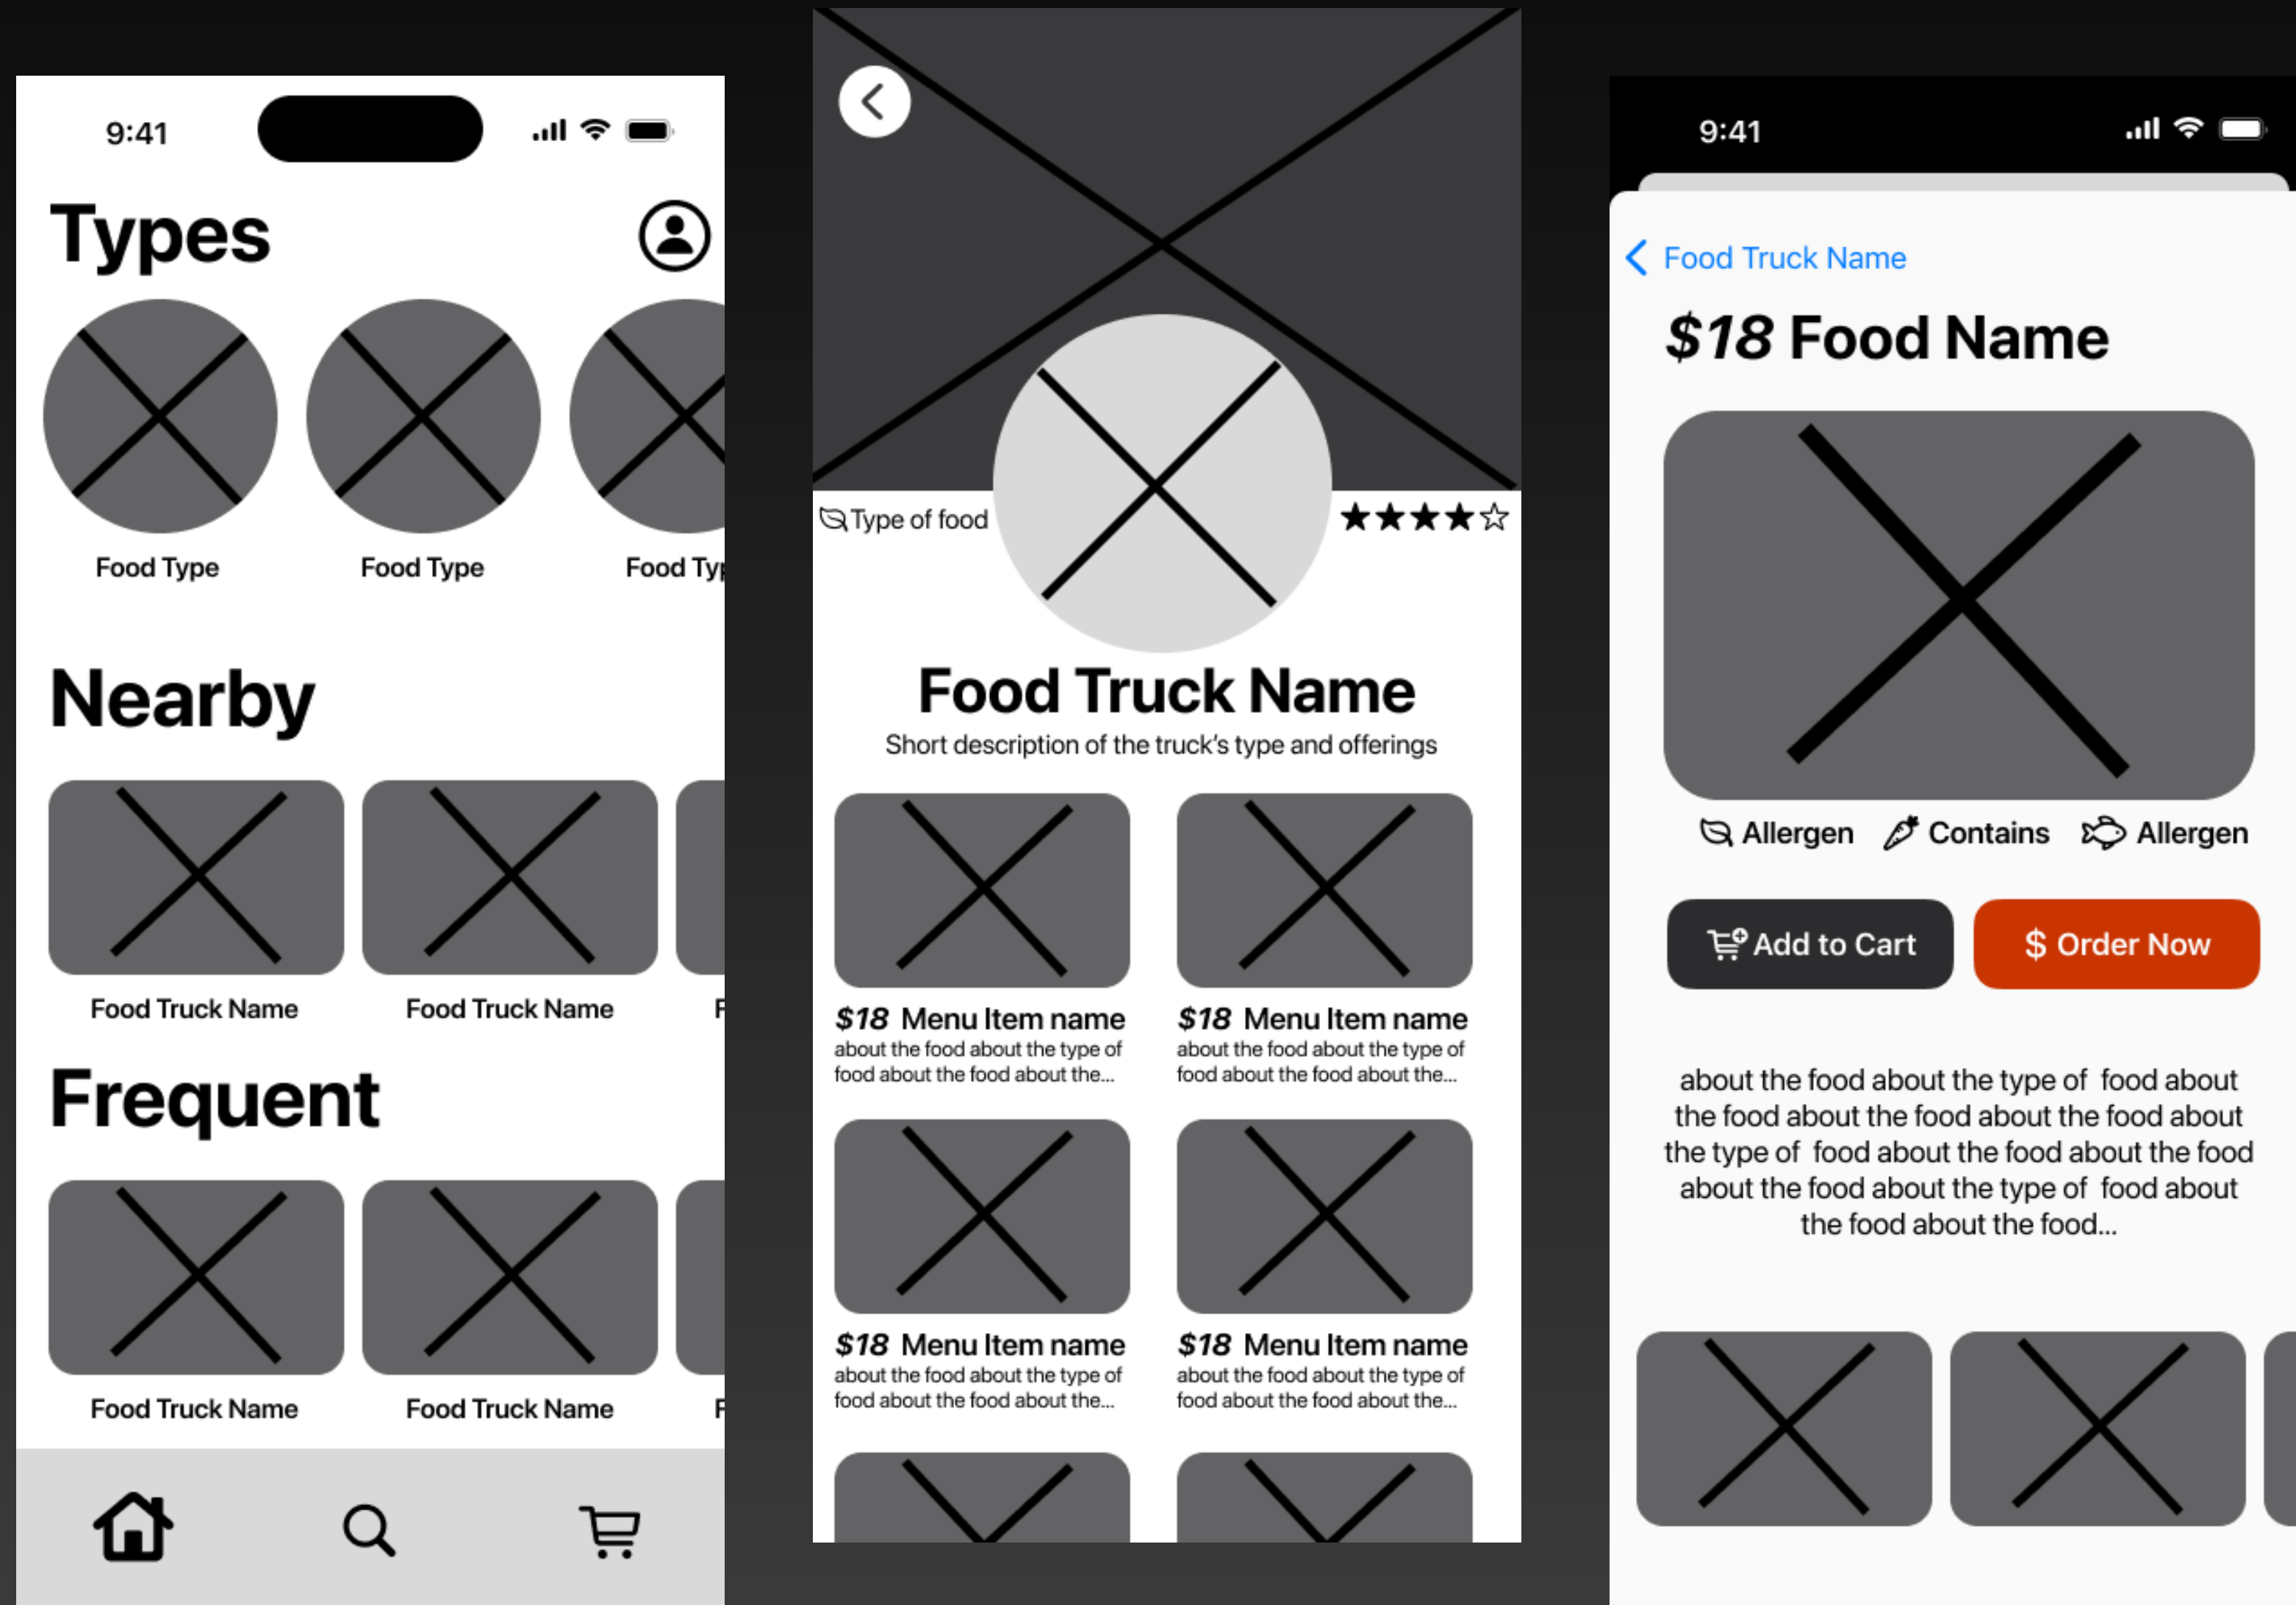 9:41
Types
Food Type
Food Type
Food Typ
Nearby
Food Truck Name
Food Truck Name
F
Frequent
Food Truck Name
Food Truck Name
F
Type of food
Food Truck Name
Short description of the truck's type and offerings
$18 Menu Item name
about the food about the type of
food about the food about the...
$18 Menu Item name
about the food about the type of
food about the food about the...
$18 Menu Item name
about the food about the type of
food about the food about the...
$18 Menu Item name
about the food about the type of
food about the food about the...
9:41
Food Truck Name
$18 Food Name
Allergen Contains Allergen
Add to Cart
$ Order Now
about the food about the type of food about
the food about the food about the food about
the type of food about the food about the food
about the food about the type of food about
the food about the food...